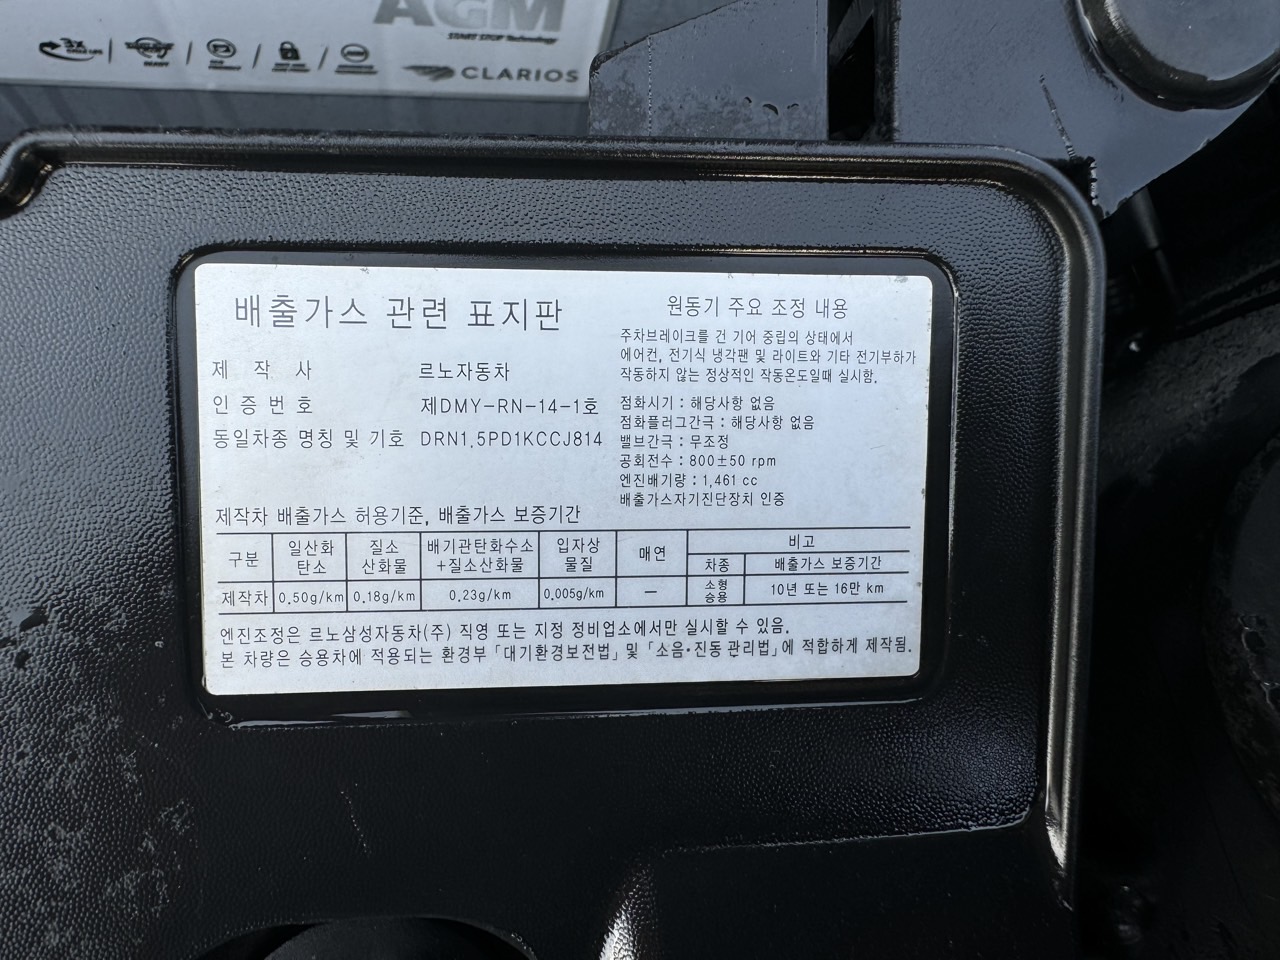 AGM
START STOP Technology
3x
CLARIOS
배출가스 관련 표지판
제 작 사 르노자동차
인 증 번 호 제DMY-RN-14-1호
동일차종 명칭 및 기호 DRN1.5PD1KCCJ814
원동기 주요 조정 내용
주차브레이크를 건 기어 중립의 상태에서
에어컨, 전기식 냉각팬 및 라이트와 기타 전기부하가
작동하지 않는 정상적인 작동온도일때 실시함.
점화시기 : 해당사항 없음
점화플러그간극 : 해당사항 없음
밸브간극 : 무조정
공회전수 : 800±50 rpm
엔진배기량 : 1,461 cc
배출가스자기진단장치 인증
제작차 배출가스 허용기준, 배출가스 보증기간
구분 일산화탄소 질소산화물 배기관탄화수소+질소산화물 입자상물질 매연 비고
차종 배출가스 보증기간
제작차 0.50g/km 0.18g/km 0.23g/km 0.005g/km — 소형승용 10년 또는 16만 km
엔진조정은 르노삼성자동차(주) 직영 또는 지정 정비업소에서만 실시할 수 있음.
본 차량은 승용차에 적용되는 환경부 「대기환경보전법」 및 「소음·진동 관리법」에 적합하게 제작됨.